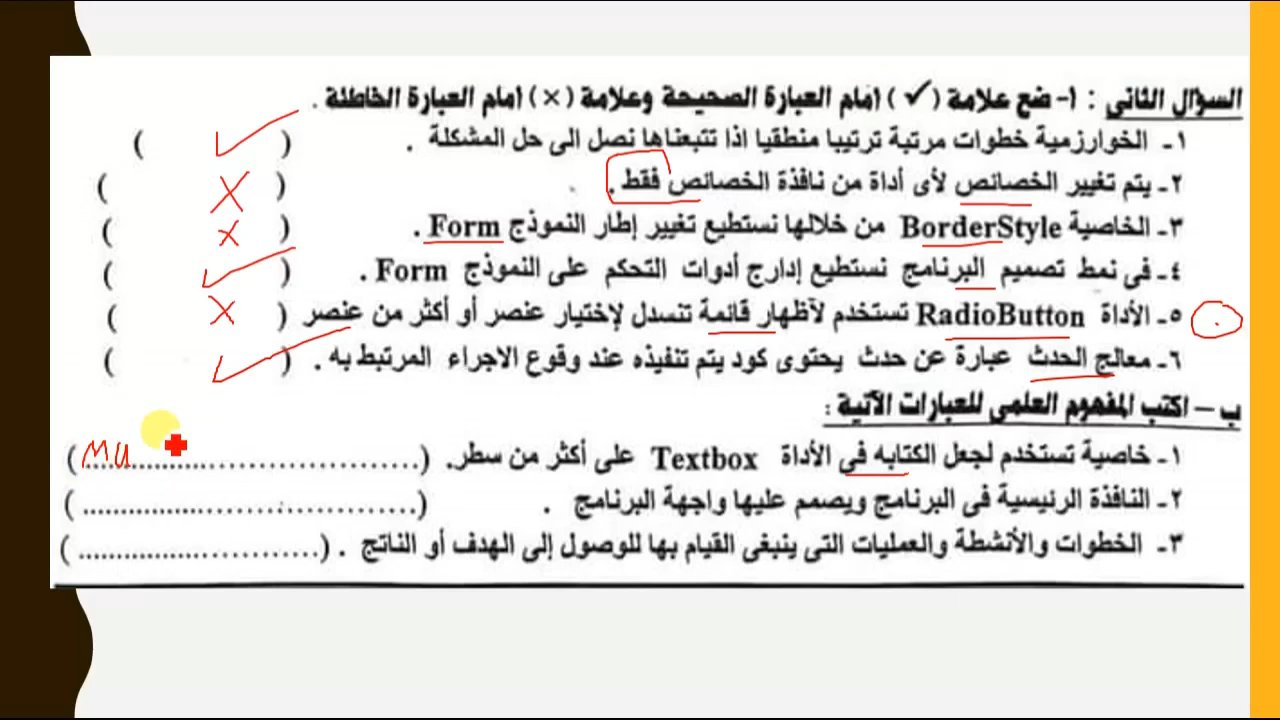 السؤال الثانى : ا- ضع علامة (✓) امام العبارة الصحيحة وعلامة (×) امام العبارة الخاطئة .
١- الخوارزمية خطوات مرتبة ترتيبا منطقيا اذا تتبعناها نصل الى حل المشكلة . ( ✓ )
٢- يتم تغيير الخصائص لأى أداة من نافذة الخصائص فقط . ( X )
٣- الخاصية BorderStyle من خلالها نستطيع تغيير إطار النموذج Form . ( X )
٤- فى نمط تصميم البرنامج نستطيع إدارج أدوات التحكم على النموذج Form . ( ✓ )
٥- الأداة RadioButton تستخدم لآظهار قائمة تنسدل لإختيار عنصر أو أكثر من عنصر ( X )
٦- معالج الحدث عبارة عن حدث يحتوى كود يتم تنفيذه عند وقوع الاجراء المرتبط به . ( ✓ )
ب – اكتب المفهوم العلمى للعبارات الآتية :
١- خاصية تستخدم لجعل الكتابه فى الأداة Textbox على أكثر من سطر. (Mu....................)
٢- النافذة الرئيسية فى البرنامج ويصمم عليها واجهة البرنامج . (....................)
٣- الخطوات والأنشطة والعمليات التى ينبغى القيام بها للوصول إلى الهدف أو الناتج . (....................)